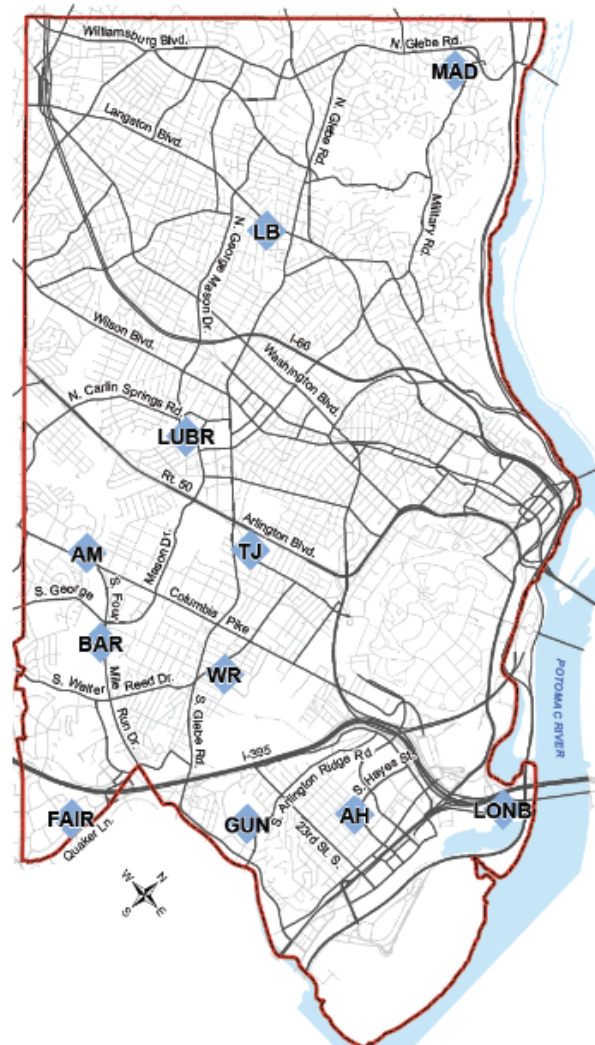 Williamsburg Blvd.
N. Glebe Rd.
MAD
Langston Blvd.
N. Glebe Rd.
Military Rd.
LB
N. George Mason Dr.
Wilson Blvd.
I-66
Washington Blvd.
N. Carlin Springs Rd.
LUBR
Rt. 50
Arlington Blvd.
TJ
AM
Mason Dr.
S. George
S. Four
Columbia Pike
BAR
Mile
WR
S. Walter
Reed Dr.
Run Dr.
S. Glebe Rd.
POTOMAC RIVER
I-395
S. Arlington Ridge Rd.
S. Hayes St.
FAIR
GUN
AH
LONB
Quaker Ln.
23rd St. S.
N
W
E
S